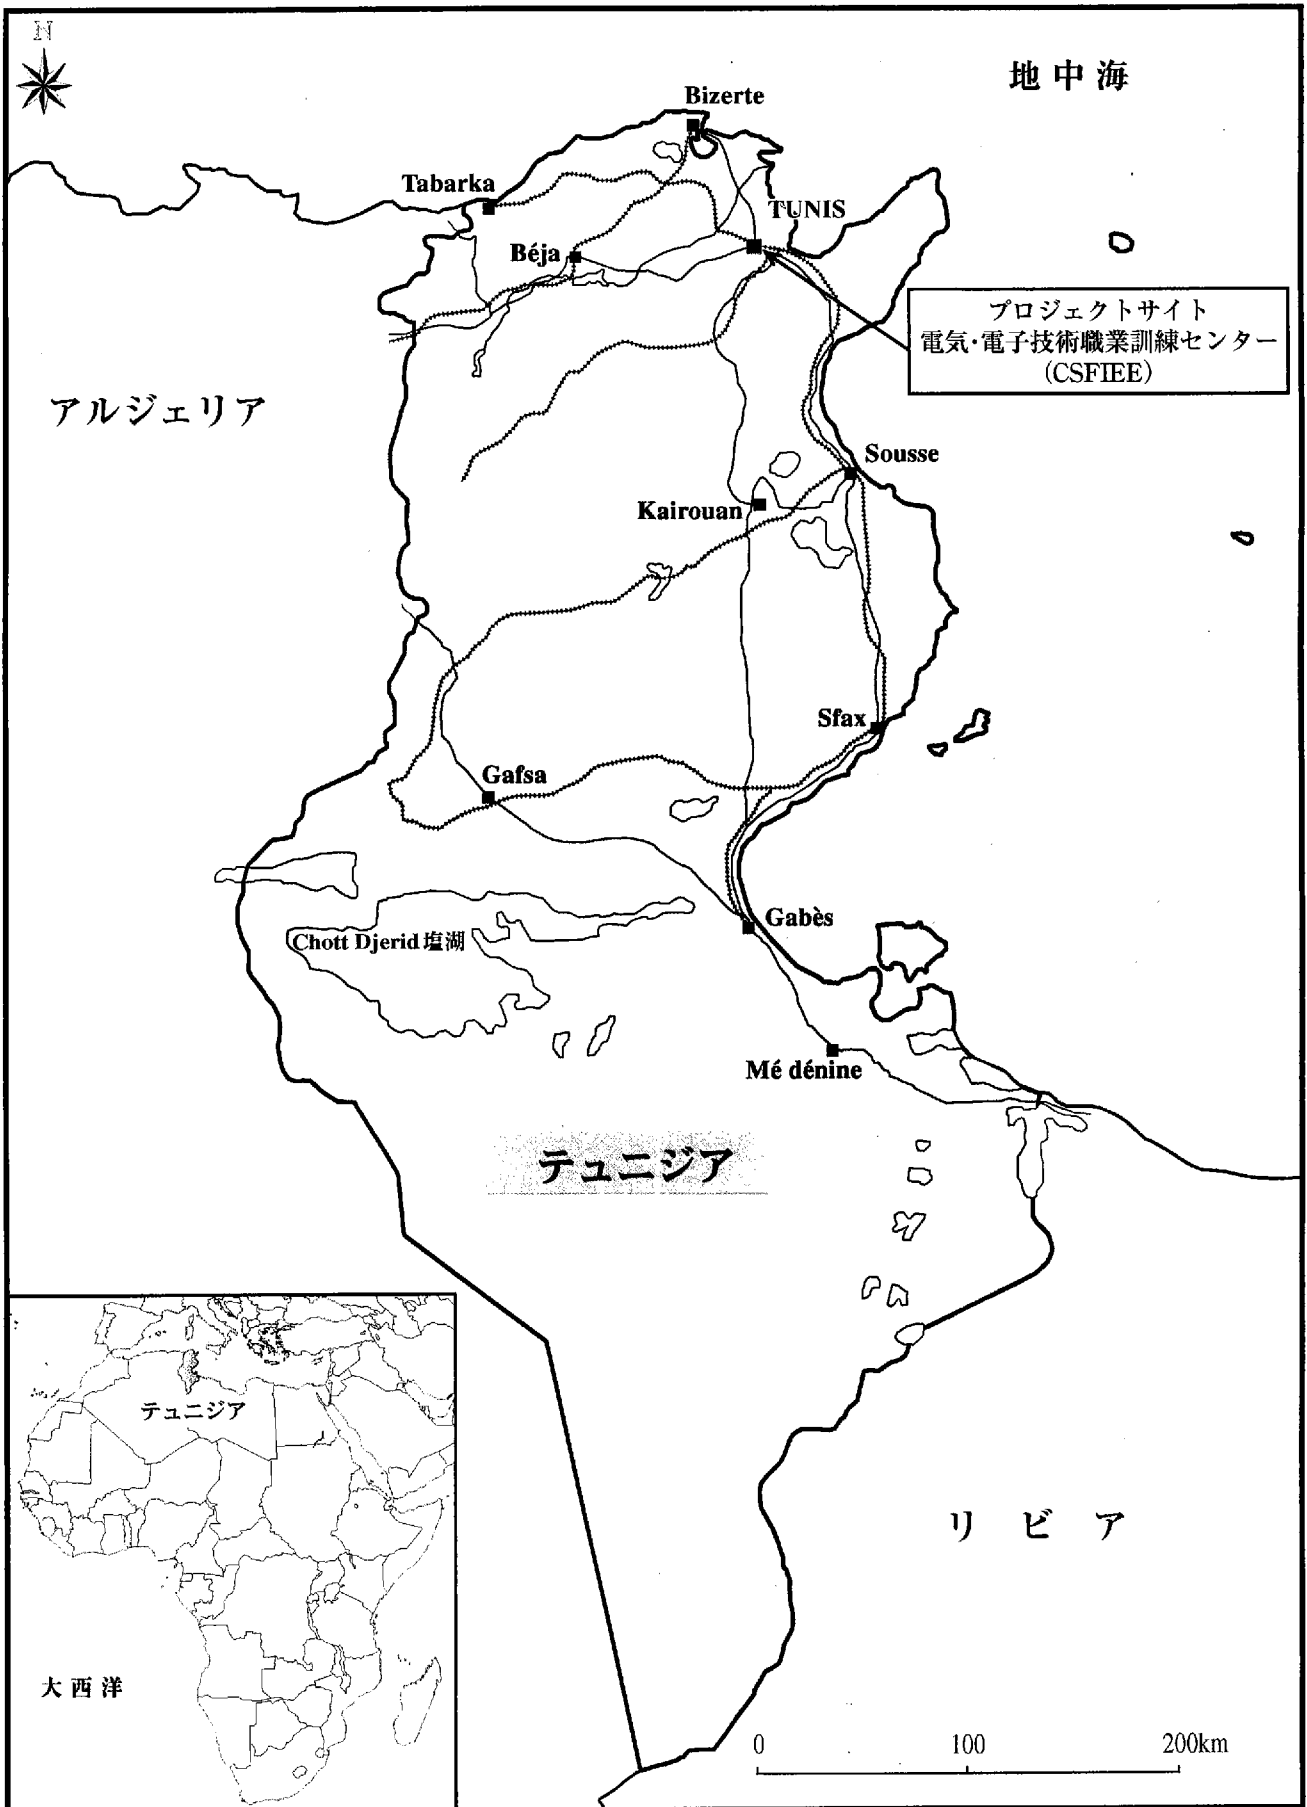 N
地中海
Bizerte
Tabarka
TUNIS
Béja
プロジェクトサイト
電気･電子技術職業訓練センター
(CSFIEE)
アルジェリア
Sousse
Kairouan
Sfax
Gafsa
Gabès
Chott Djerid塩湖
Mé dénine
テュニジア
テュニジア
リビア
大西洋
0 100 200km